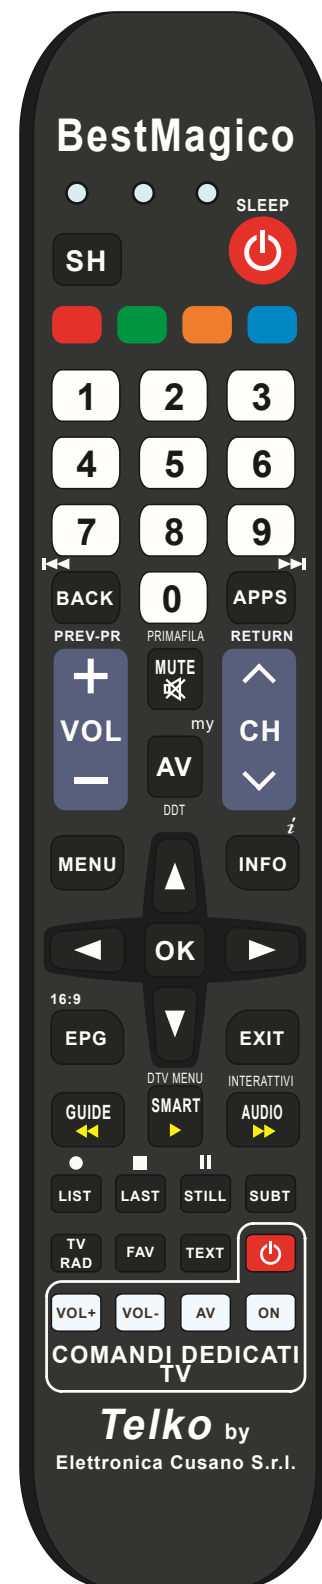 BestMagico
SLEEP
SH
1 2 3
4 5 6
7 8 9
BACK 0 APPS
PREV-PR PRIMAFILA RETURN
MUTE
VOL CH
my
AV
DDT
i
MENU INFO
OK
16:9
EPG EXIT
DTV MENU INTERATTIVI
GUIDE SMART AUDIO
LIST LAST STILL SUBT
TV
RAD
FAV TEXT
VOL+ VOL- AV ON
COMANDI DEDICATI
TV
Telko by
Elettronica Cusano S.r.l.